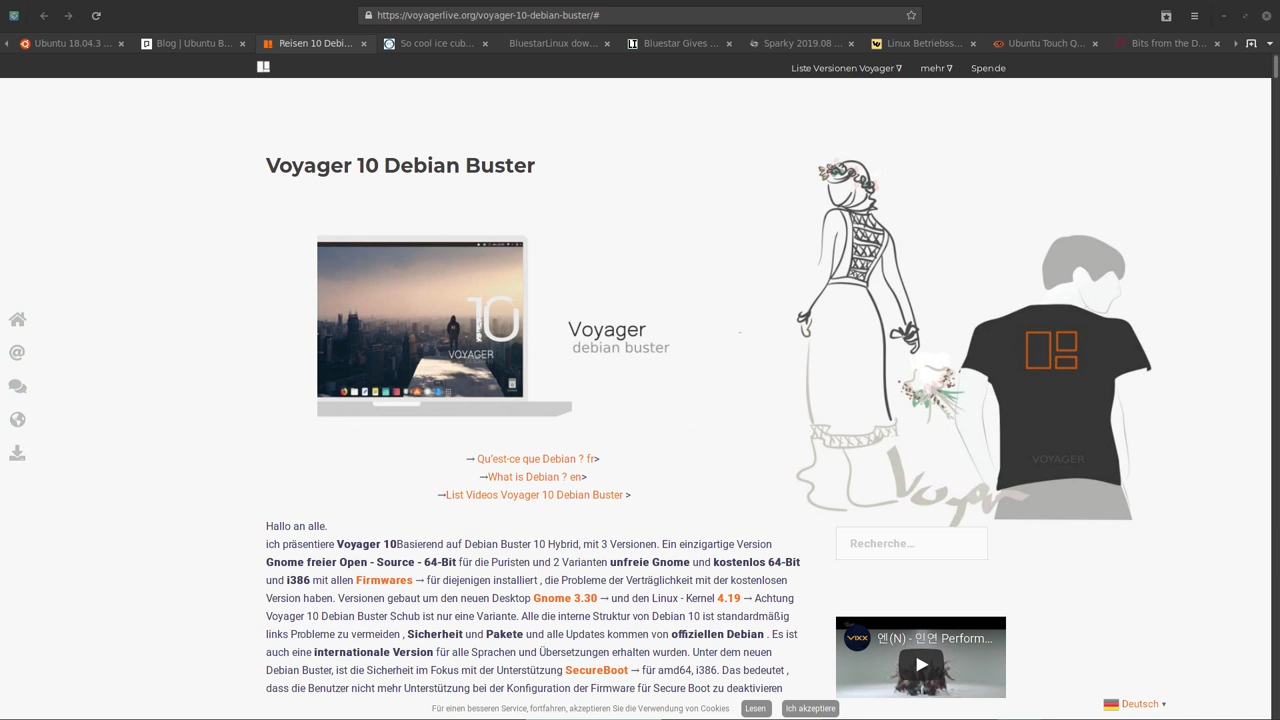 https://voyagerlive.org/voyager-10-debian-buster/#
Ubuntu 18.04.3 ...
Blog | Ubuntu B...
Reisen 10 Debi...
So cool ice cub...
BluestarLinux dow...
Bluestar Gives ...
Sparky 2019.08 ...
Linux Betriebss...
Ubuntu Touch Q...
Bits from the D...
Liste Versionen Voyager ∇ mehr ∇ Spende
Voyager 10 Debian Buster
10
VOYAGER
Voyager
debian buster
VOYAGER
→ Qu'est-ce que Debian ? fr>
→What is Debian ? en>
→List Videos Voyager 10 Debian Buster >
Hallo an alle.
ich präsentiere Voyager 10Basierend auf Debian Buster 10 Hybrid, mit 3 Versionen. Ein einzigartige Version
Gnome freier Open - Source - 64-Bit für die Puristen und 2 Varianten unfreie Gnome und kostenlos 64-Bit
und i386 mit allen Firmwares → für diejenigen installiert , die Probleme der Verträglichkeit mit der kostenlosen
Version haben. Versionen gebaut um den neuen Desktop Gnome 3.30 → und den Linux - Kernel 4.19 → Achtung
Voyager 10 Debian Buster Schub ist nur eine Variante. Alle die interne Struktur von Debian 10 ist standardmäßig
links Probleme zu vermeiden , Sicherheit und Pakete und alle Updates kommen von offiziellen Debian . Es ist
auch eine internationale Version für alle Sprachen und Übersetzungen erhalten wurden. Unter dem neuen
Debian Buster, ist die Sicherheit im Fokus mit der Unterstützung SecureBoot → für amd64, i386. Das bedeutet ,
dass die Benutzer nicht mehr Unterstützung bei der Konfiguration der Firmware für Secure Boot zu deaktivieren
Recherche...
VIXX
엔(N) - 인연 Perform...
Für einen besseren Service, fortfahren, akzeptieren Sie die Verwendung von Cookies Lesen Ich akzeptiere
Deutsch ▾